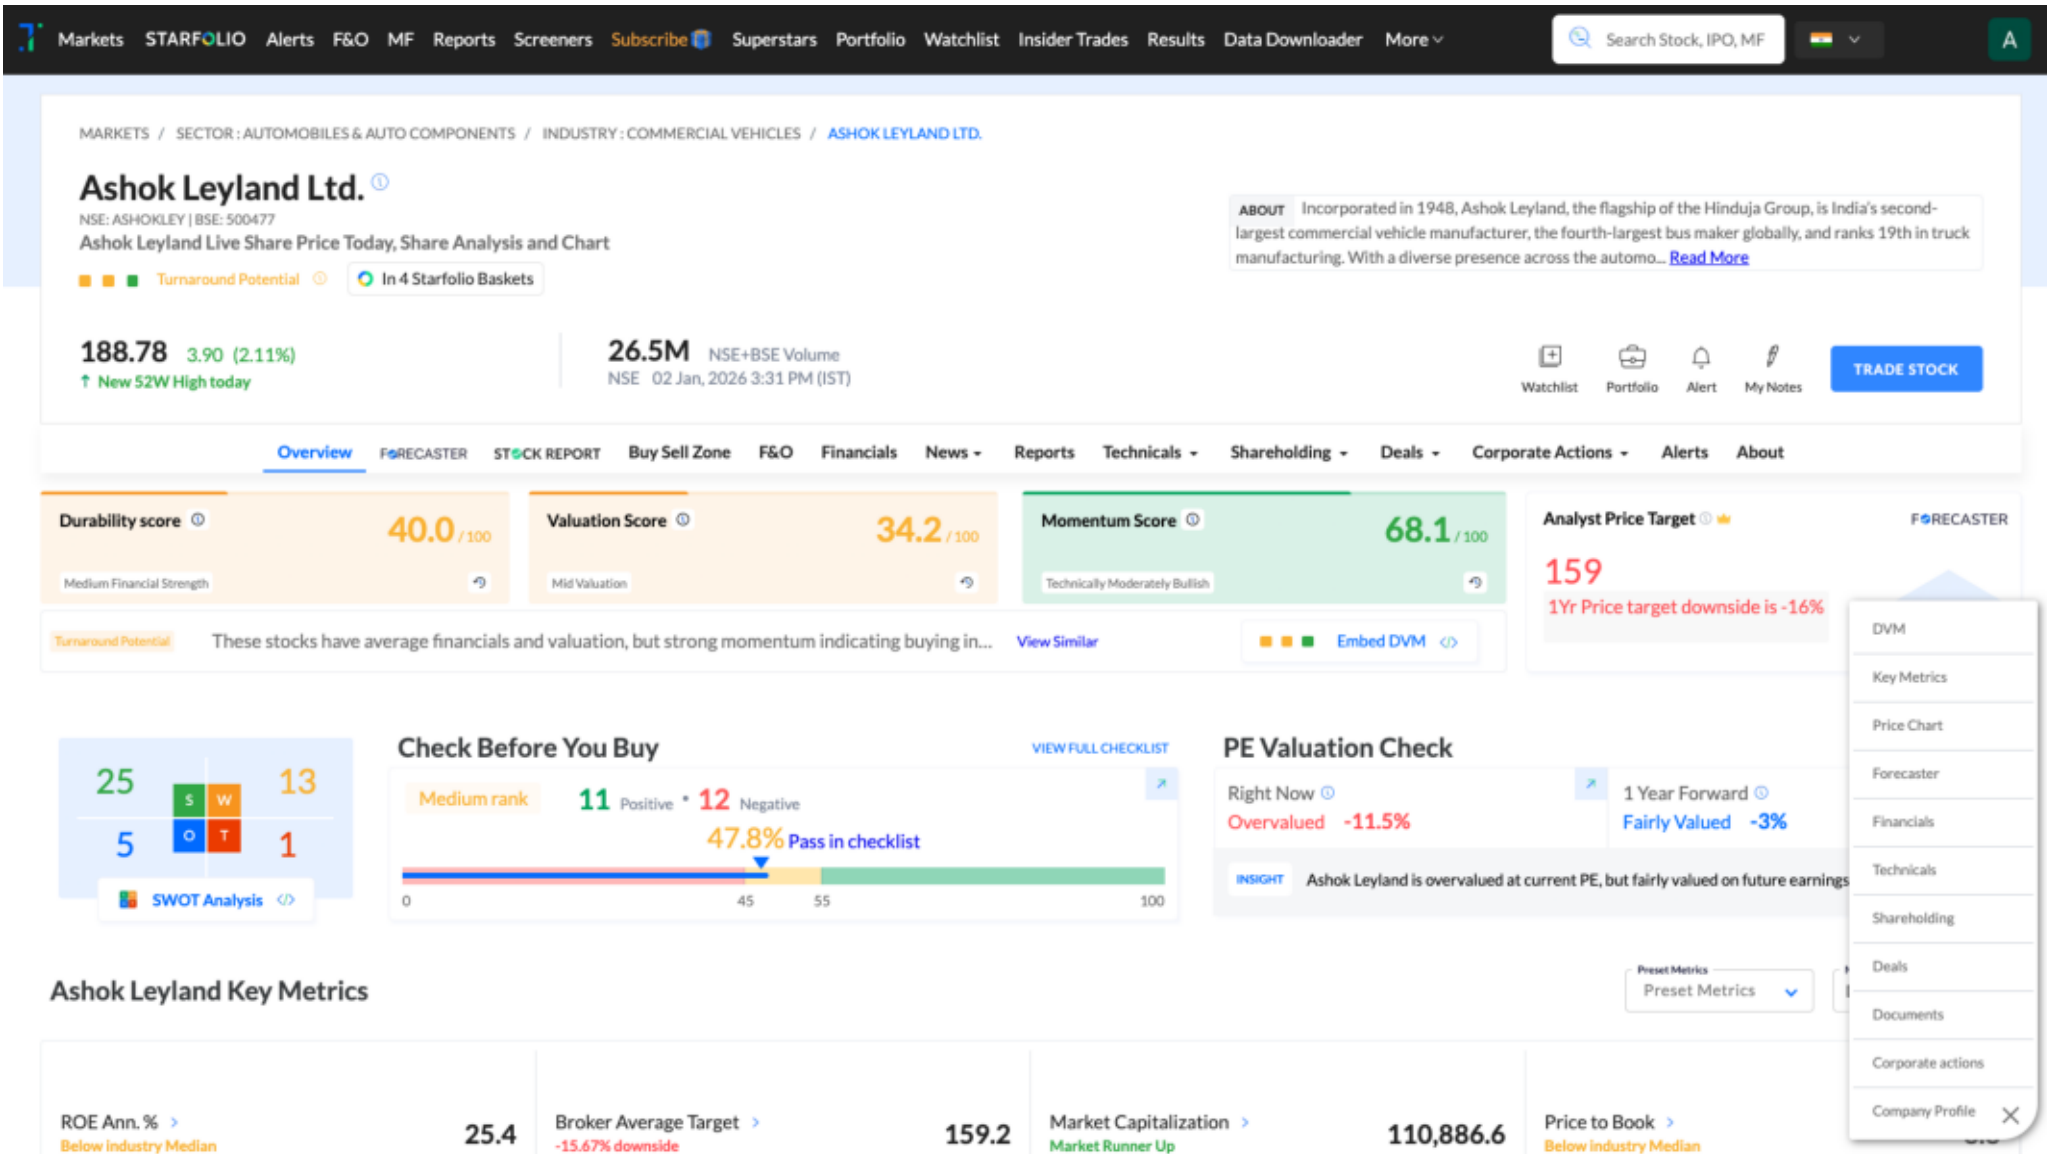 Markets STARFOLIO Alerts F&O MF Reports Screeners Subscribe Superstars Portfolio Watchlist Insider Trades Results Data Downloader More Search Stock, IPO, MF A
MARKETS / SECTOR : AUTOMOBILES & AUTO COMPONENTS / INDUSTRY : COMMERCIAL VEHICLES / ASHOK LEYLAND LTD.
Ashok Leyland Ltd.
NSE: ASHOKLEY | BSE: 500477
Ashok Leyland Live Share Price Today, Share Analysis and Chart
Turnaround Potential In 4 Starfolio Baskets
ABOUT Incorporated in 1948, Ashok Leyland, the flagship of the Hinduja Group, is India's second-
largest commercial vehicle manufacturer, the fourth-largest bus maker globally, and ranks 19th in truck
manufacturing. With a diverse presence across the automo... Read More
188.78 3.90 (2.11%)
↑ New 52W High today
26.5M NSE+BSE Volume
NSE 02 Jan, 2026 3:31 PM (IST)
Watchlist Portfolio Alert My Notes TRADE STOCK
Overview FORECASTER STOCK REPORT Buy Sell Zone F&O Financials News Reports Technicals Shareholding Deals Corporate Actions Alerts About
Durability score 40.0 / 100
Medium Financial Strength
Valuation Score 34.2 / 100
Mid Valuation
Momentum Score 68.1 / 100
Technically Moderately Bullish
Analyst Price Target FORECASTER
159
1Yr Price target downside is -16%
Turnaround Potential These stocks have average financials and valuation, but strong momentum indicating buying in... View Similar Embed DVM </>
25 S W 13
5 O T 1
SWOT Analysis </>
Check Before You Buy VIEW FULL CHECKLIST
Medium rank 11 Positive • 12 Negative
47.8% Pass in checklist
0 45 55 100
PE Valuation Check
Right Now
Overvalued -11.5%
1 Year Forward
Fairly Valued -3%
INSIGHT Ashok Leyland is overvalued at current PE, but fairly valued on future earnings
Ashok Leyland Key Metrics
Preset Metrics
Preset Metrics
ROE Ann. % 25.4
Below industry Median
Broker Average Target 159.2
-15.67% downside
Market Capitalization 110,886.6
Market Runner Up
Price to Book
Below industry Median
DVM
Key Metrics
Price Chart
Forecaster
Financials
Technicals
Shareholding
Deals
Documents
Corporate actions
Company Profile